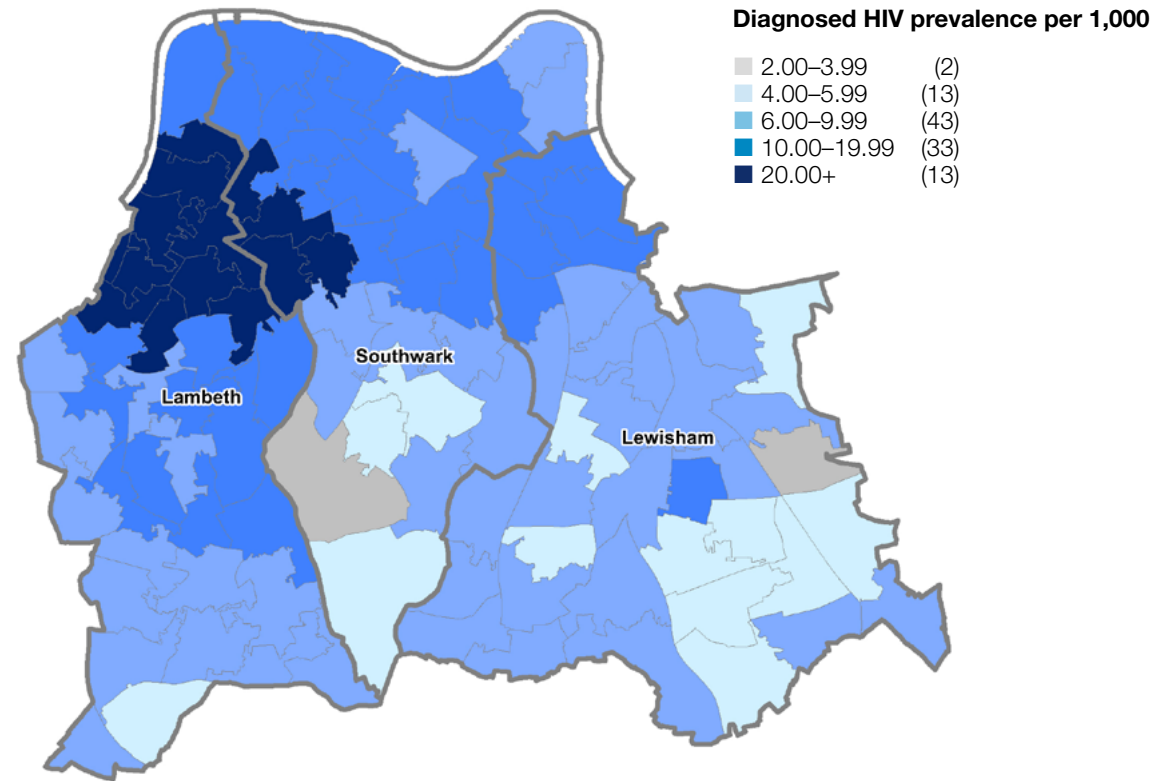 Diagnosed HIV prevalence per 1,000
2.00–3.99 (2)
4.00–5.99 (13)
6.00–9.99 (43)
10.00–19.99 (33)
20.00+ (13)
Southwark
Lambeth
Lewisham